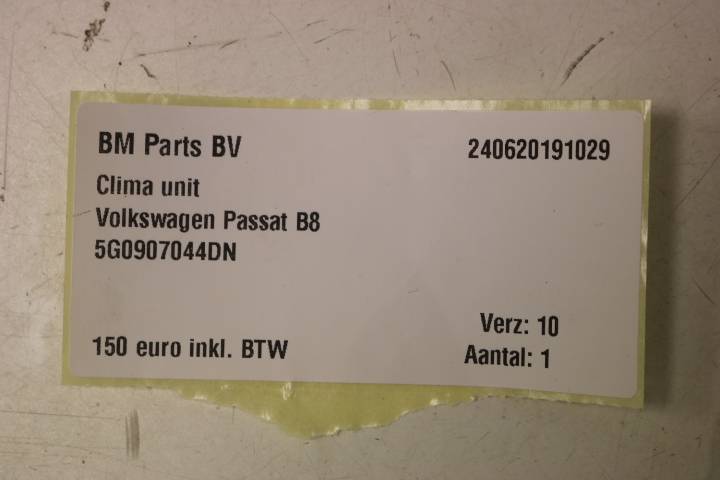 BM Parts BV 240620191029
Clima unit
Volkswagen Passat B8
5G0907044DN
Verz: 10
150 euro inkl. BTW Aantal: 1